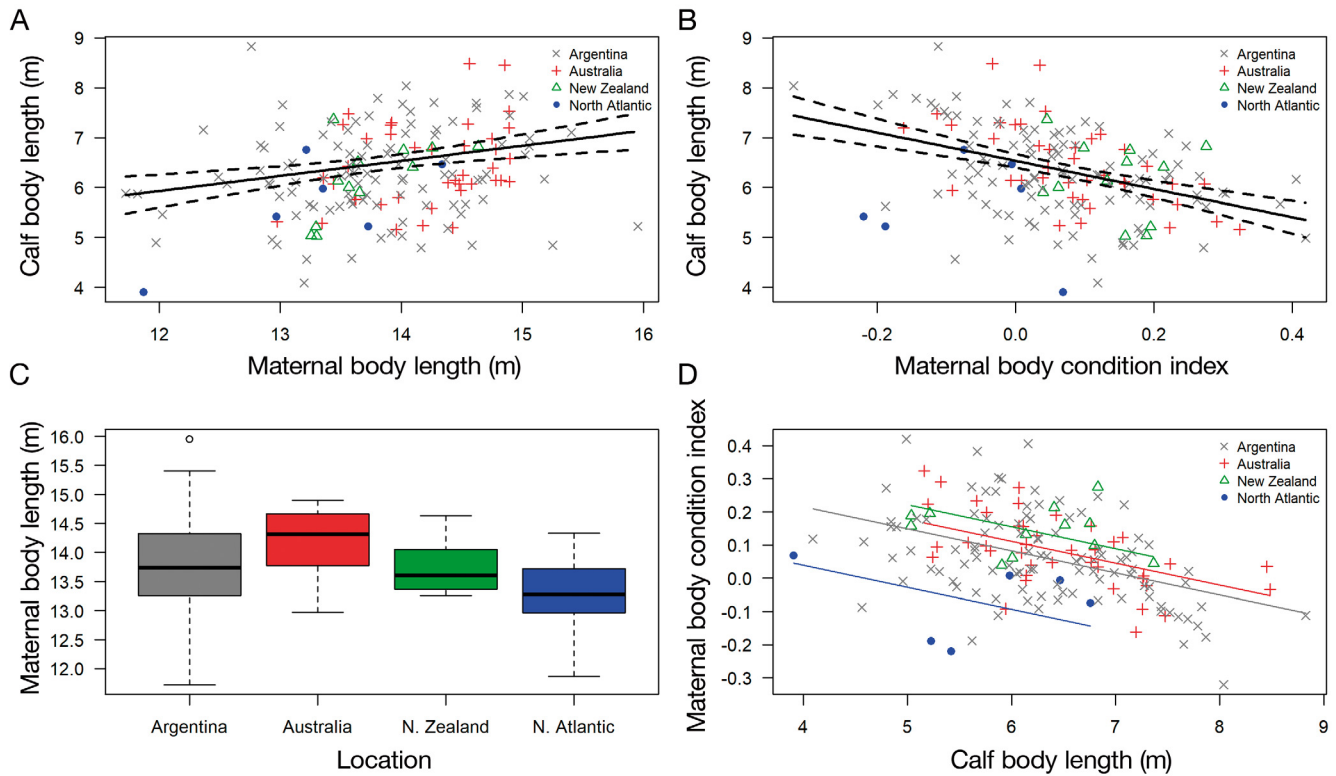 A
9
8
7
6
5
4
Calf body length (m)
Argentina
Australia
New Zealand
North Atlantic
12
13
14
15
16
Maternal body length (m)
B
9
8
7
6
5
4
Calf body length (m)
Argentina
Australia
New Zealand
North Atlantic
-0.2
0.0
0.2
0.4
Maternal body condition index
C
16.0
15.5
15.0
14.5
14.0
13.5
13.0
12.5
12.0
Maternal body length (m)
Argentina
Australia
N. Zealand
N. Atlantic
Location
D
0.4
0.3
0.2
0.1
0.0
-0.1
-0.2
-0.3
Maternal body condition index
Argentina
Australia
New Zealand
North Atlantic
4
5
6
7
8
9
Calf body length (m)